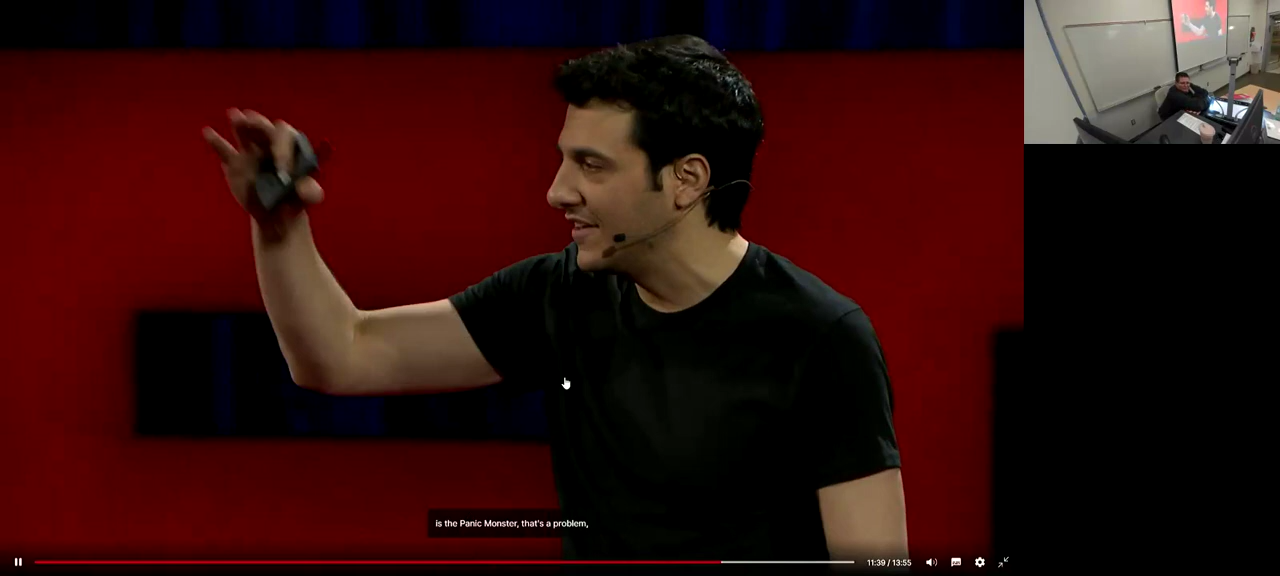 is the Panic Monster, that's a problem,
11:39 / 13:55